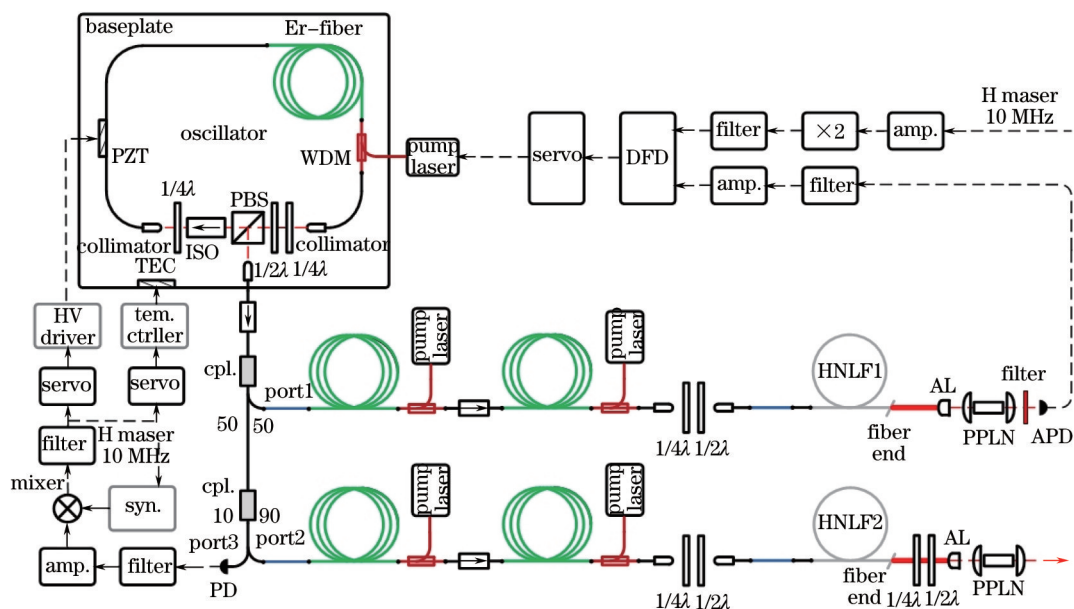 baseplate
Er-fiber
oscillator
PZT
WDM
pump
laser
1/4λ
PBS
collimator
ISO
collimator
TEC
1/2λ 1/4λ
servo
DFD
filter
×2
amp.
H maser
10 MHz
amp.
filter
HV
driver
tem.
ctrller
servo
servo
filter
H maser
10 MHz
mixer
syn.
amp.
filter
PD
cpl.
port1
50
50
cpl.
10
90
port3
port2
pump
laser
pump
laser
1/4λ 1/2λ
HNLF1
fiber
end
AL
PPLN
filter
APD
pump
laser
pump
laser
1/4λ 1/2λ
HNLF2
fiber
end
1/4λ 1/2λ
AL
PPLN